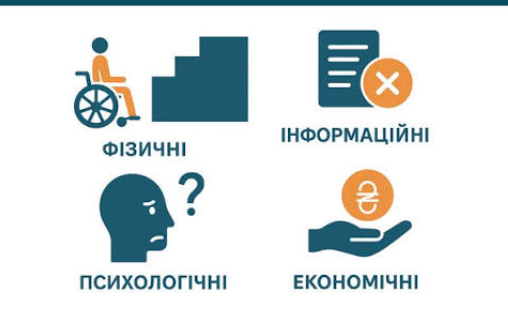 ФІЗИЧНІ
ІНФОРМАЦІЙНІ
ПСИХОЛОГІЧНІ
ЕКОНОМІЧНІ